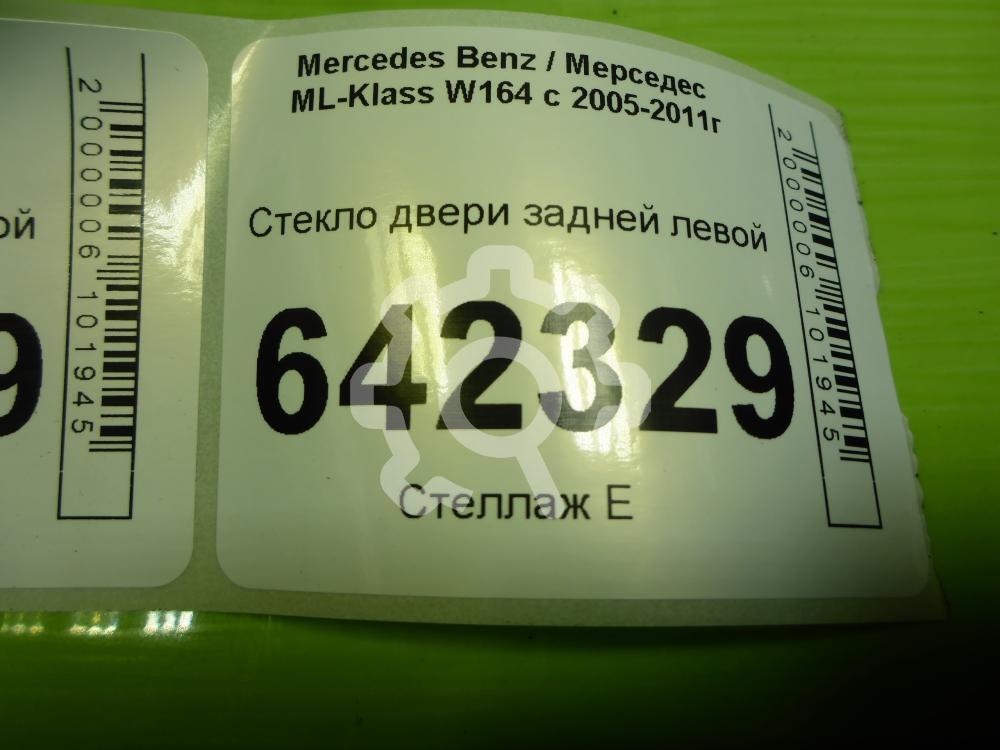 Mercedes Benz / Мерседес
ML-Klass W164 с 2005-2011г
Стекло двери задней левой
642329
Стеллаж E
2000006101945
ой
9
2000006101945